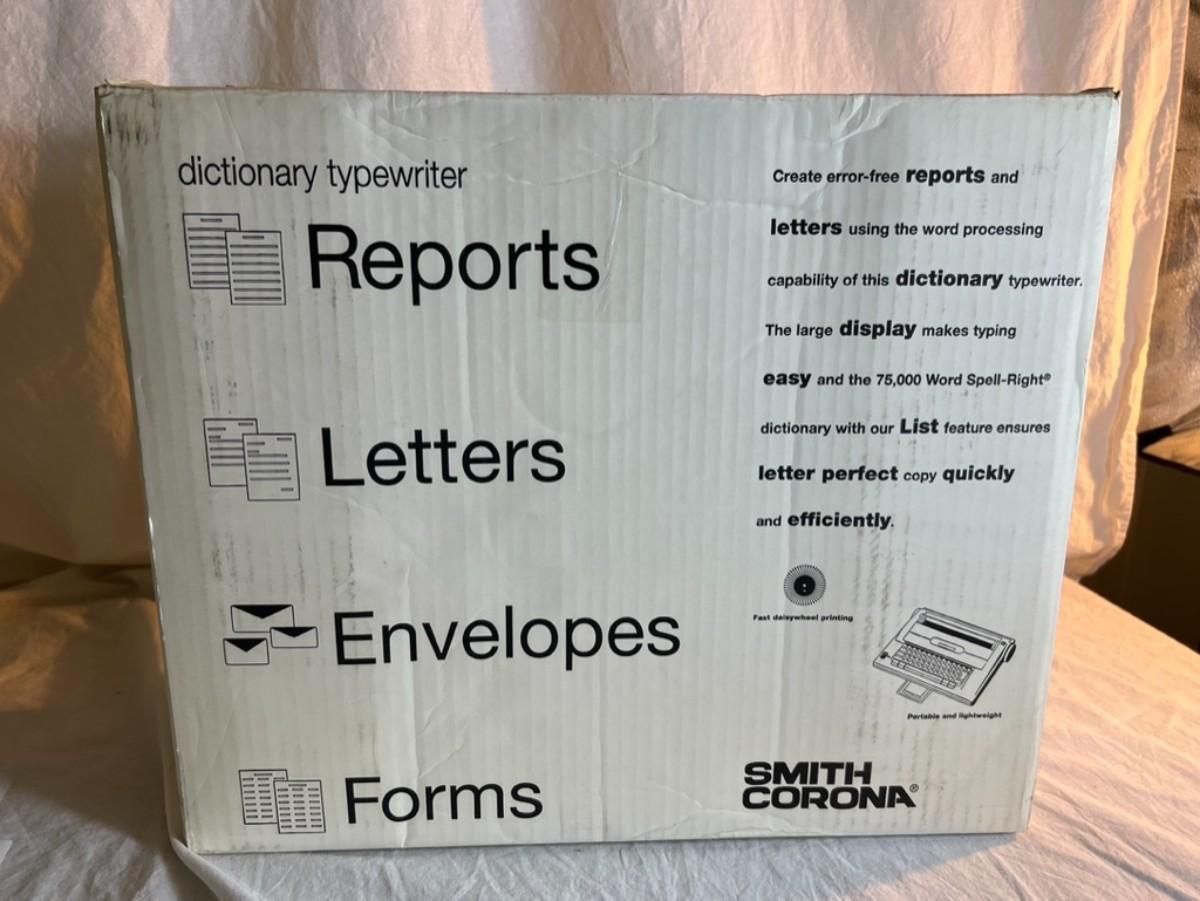 dictionary typewriter
Reports
Letters
Envelopes
Forms
Create error-free reports and
letters using the word processing
capability of this dictionary typewriter.
The large display makes typing
easy and the 75,000 Word Spell-Right®
dictionary with our List feature ensures
letter perfect copy quickly
and efficiently.
Fast daisywheel printing
Portable and lightweight
SMITH
CORONA®